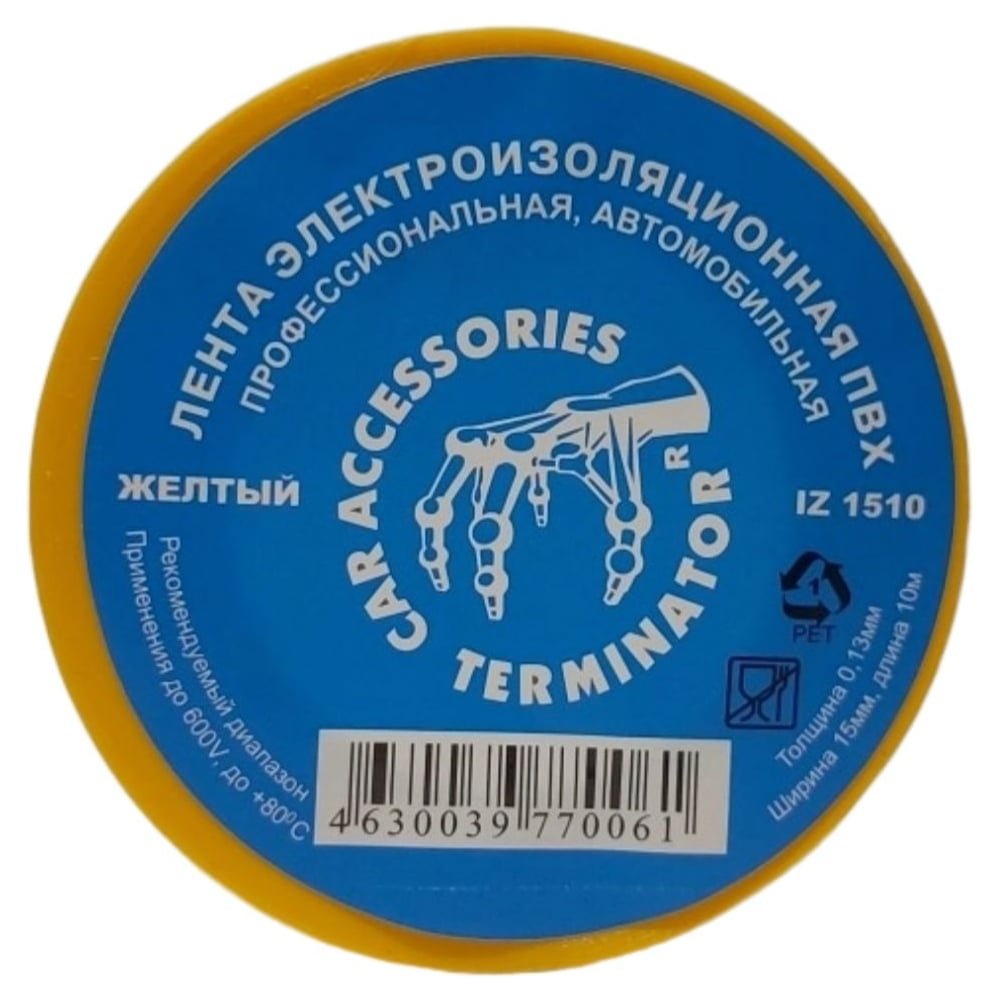 ЛЕНТА ЭЛЕКТРОИЗОЛЯЦИОННАЯ ПВХ
ПРОФЕССИОНАЛЬНАЯ, АВТОМОБИЛЬНАЯ
CAR ACCESSORIES
TERMINATOR R
ЖЕЛТЫЙ
IZ 1510
Рекомендуемый диапазон
Применения до 600V, до +80⁰C
1
PET
Толщина 0,13мм
Ширина 15мм, длина 10м
4 630039 770061